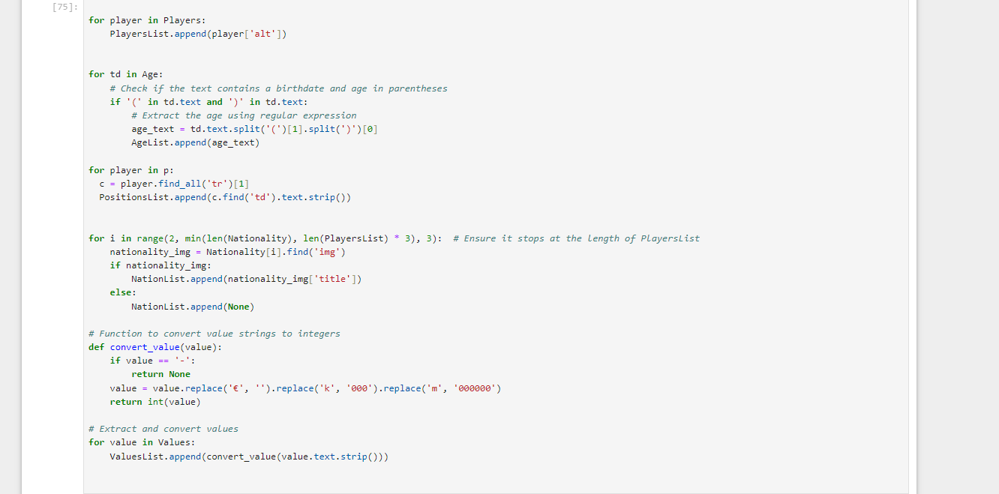 [75]:
for player in Players:
    PlayersList.append(player['alt'])
for td in Age:
    # Check if the text contains a birthdate and age in parentheses
    if '(' in td.text and ')' in td.text:
        # Extract the age using regular expression
        age_text = td.text.split('(')[1].split(')')[0]
        AgeList.append(age_text)
for player in p:
  c = player.find_all('tr')[1]
  PositionsList.append(c.find('td').text.strip())
for i in range(2, min(len(Nationality), len(PlayersList) * 3), 3):  # Ensure it stops at the length of PlayersList
    nationality_img = Nationality[i].find('img')
    if nationality_img:
        NationList.append(nationality_img['title'])
    else:
        NationList.append(None)
# Function to convert value strings to integers
def convert_value(value):
    if value == '-':
        return None
    value = value.replace('€', '').replace('k', '000').replace('m', '000000')
    return int(value)
# Extract and convert values
for value in Values:
    ValuesList.append(convert_value(value.text.strip()))